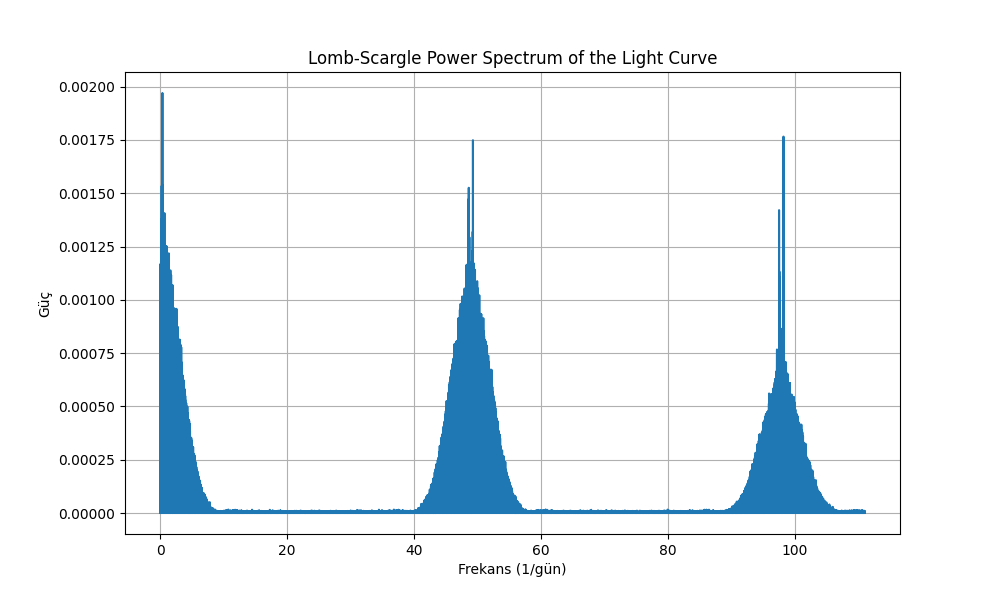 Lomb-Scargle Power Spectrum of the Light Curve
0.00200
0.00175
0.00150
0.00125
0.00100
0.00075
0.00050
0.00025
0.00000
Güç
0 20 40 60 80 100
Frekans (1/gün)